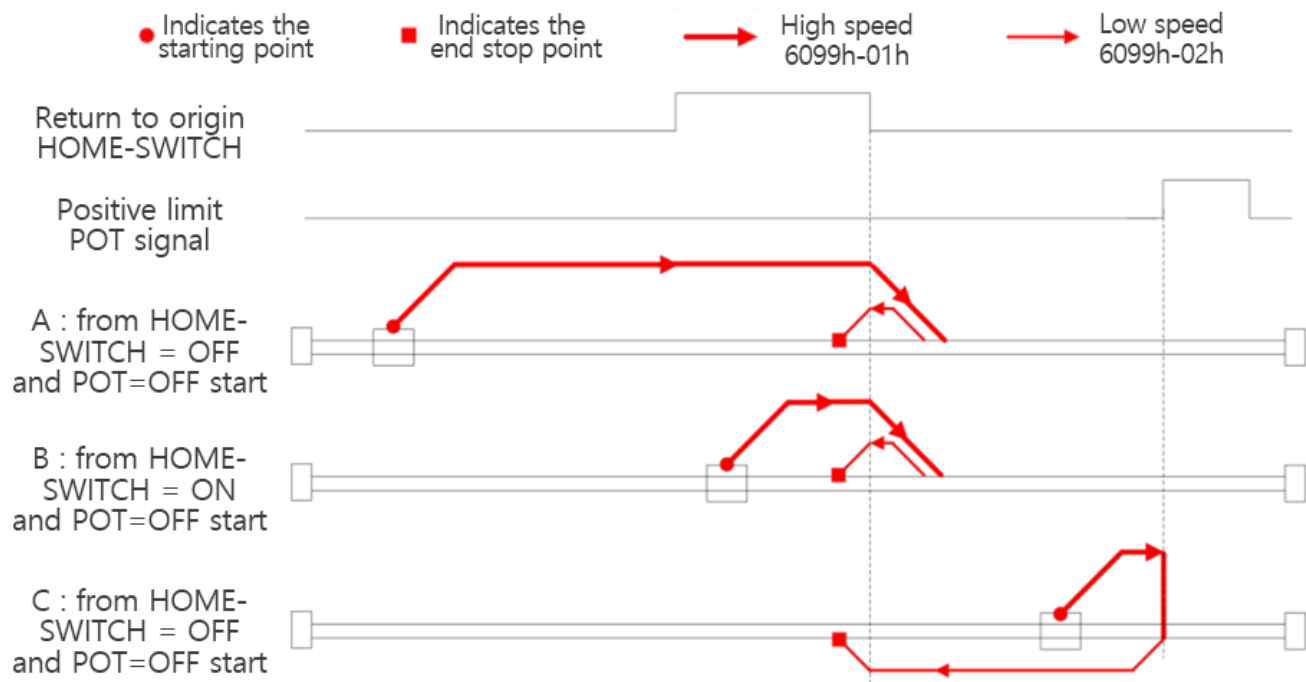 Indicates the
starting point
Indicates the
end stop point
High speed
6099h-01h
Low speed
6099h-02h
Return to origin
HOME-SWITCH
Positive limit
POT signal
A : from HOME-
SWITCH = OFF
and POT=OFF start
B : from HOME-
SWITCH = ON
and POT=OFF start
C : from HOME-
SWITCH = OFF
and POT=OFF start